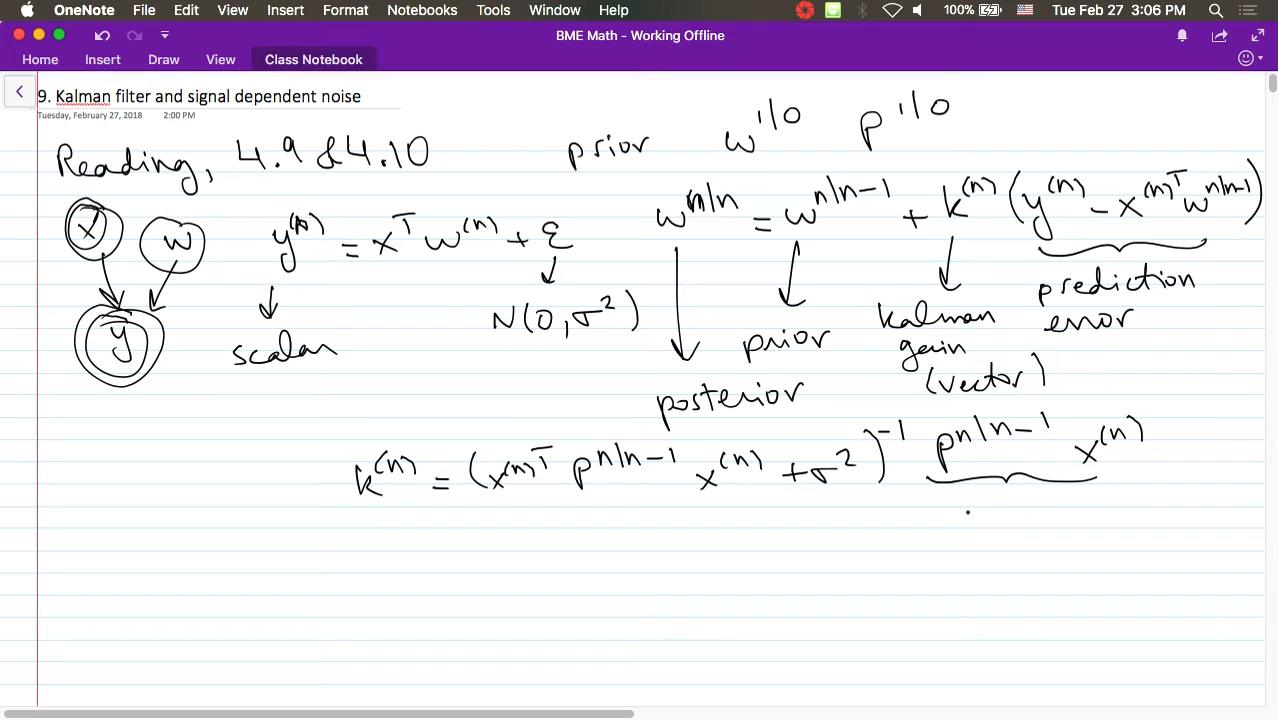 OneNote File Edit View Insert Format Notebooks Tools Window Help 100% Tue Feb 27 3:06 PM
BME Math - Working Offline
Home Insert Draw View Class Notebook
9. Kalman filter and signal dependent noise
Tuesday, February 27, 2018 2:00 PM
Reading, 4.9 & 4.10
prior w^{1|0} P^{1|0}
x w
y
y^{(n)} = x^T w^{(n)} + ε
scalar
N(0, σ²)
w^{n|n} = w^{n|n-1} + k^{(n)} (y^{(n)} - x^{(n)T} w^{n|n-1})
posterior
prior
kalman
gain
(vector)
prediction
error
k^{(n)} = (x^{(n)T} P^{n|n-1} x^{(n)} + σ²)^{-1} P^{n|n-1} x^{(n)}